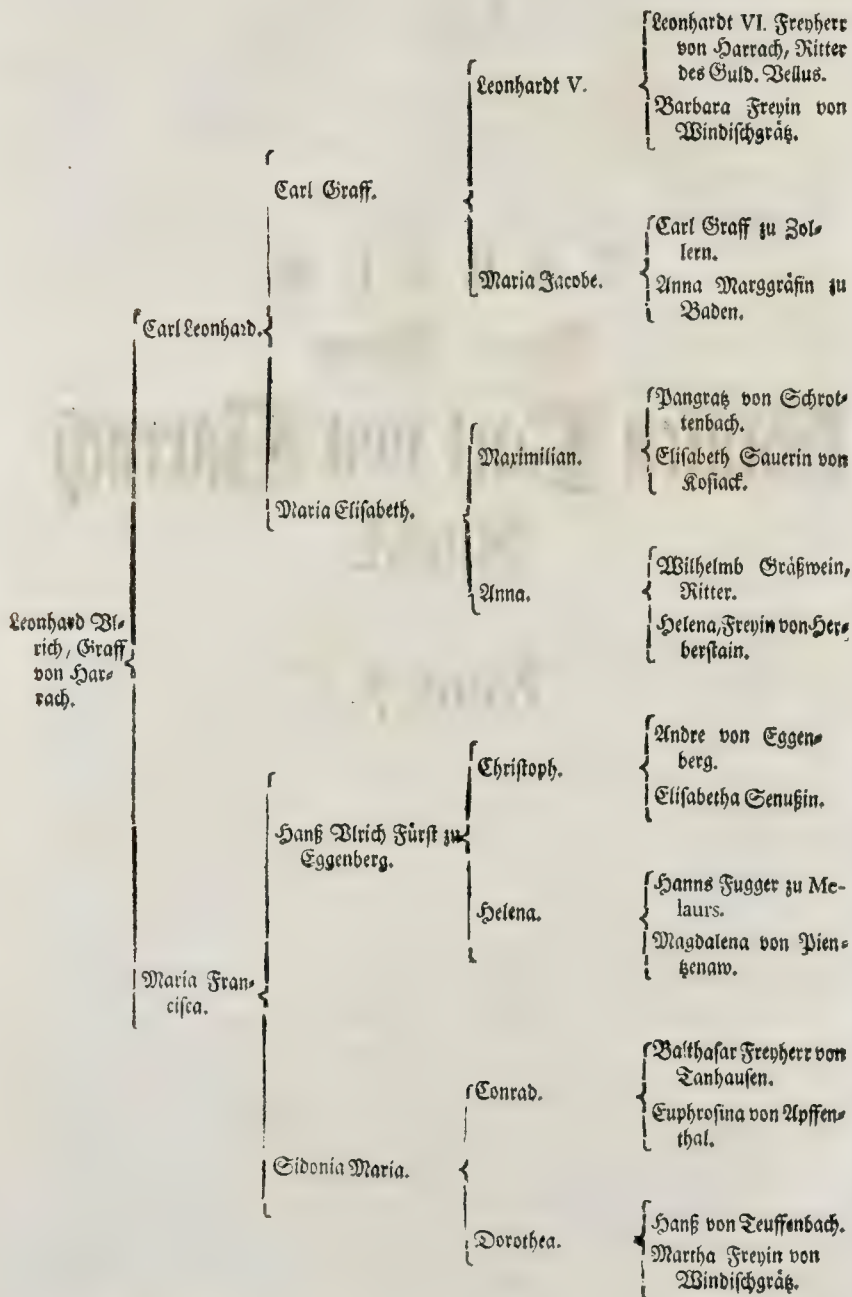 Leonhardt VI. Freyherr
von Harrach, Ritter
des Guld. Vellus.
Leonhardt V.
Barbara Freyin von
Windischgrätz.
Carl Graff.
Carl Graff zu Zol-
lern.
Maria Jacobe.
Anna Marggräfin zu
Baden.
Carl Leonhard.
Pangratz von Schrot-
tenbach.
Maximilian.
Elisabeth Sauerin von
Kosiack.
Maria Elisabeth.
Wilhelmb Gräßwein,
Ritter.
Anna.
Helena, Freyin von Her-
berstain.
Leonhard Vl-
rich, Graff
von Har-
rach.
Andre von Eggen-
berg.
Christoph.
Elisabetha Senußin.
Hanß Vlrich Fürst zu
Eggenberg.
Hanns Fugger zu Me-
laurs.
Helena.
Magdalena von Pien-
tzenaw.
Maria Fran-
cisca.
Balthasar Freyherr von
Tanhausen.
Conrad.
Euphrosina von Apffen-
thal.
Sidonia Maria.
Hanß von Teuffenbach.
Dorothea.
Martha Freyin von
Windischgrätz.